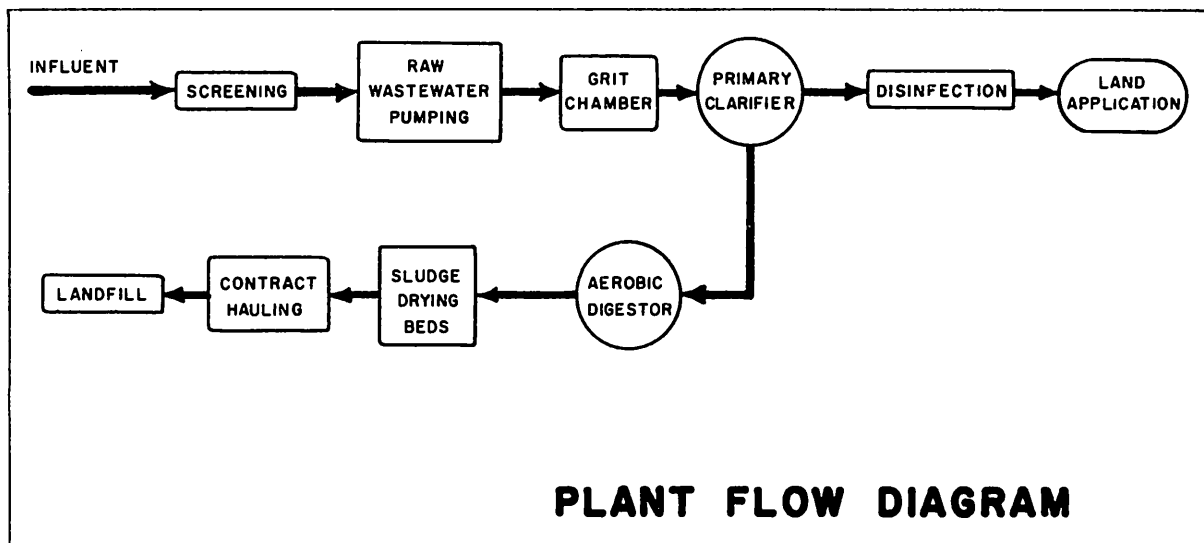 INFLUENT
SCREENING
RAW
WASTEWATER
PUMPING
GRIT
CHAMBER
PRIMARY
CLARIFIER
DISINFECTION
LAND
APPLICATION
LANDFILL
CONTRACT
HAULING
SLUDGE
DRYING
BEDS
AEROBIC
DIGESTOR
PLANT FLOW DIAGRAM